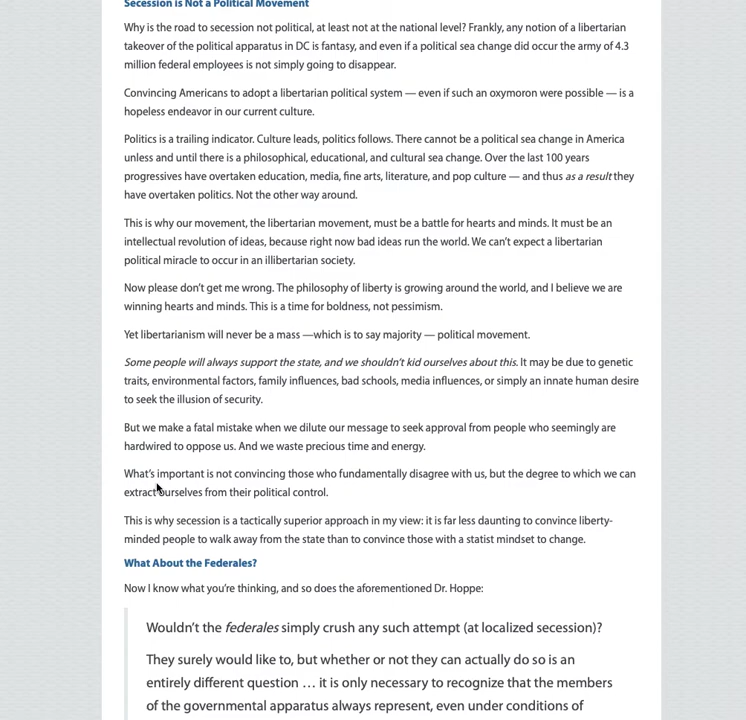 Secession is Not a Political Movement
Why is the road to secession not political, at least not at the national level? Frankly, any notion of a libertarian
takeover of the political apparatus in DC is fantasy, and even if a political sea change did occur the army of 4.3
million federal employees is not simply going to disappear.
Convincing Americans to adopt a libertarian political system — even if such an oxymoron were possible — is a
hopeless endeavor in our current culture.
Politics is a trailing indicator. Culture leads, politics follows. There cannot be a political sea change in America
unless and until there is a philosophical, educational, and cultural sea change. Over the last 100 years
progressives have overtaken education, media, fine arts, literature, and pop culture — and thus as a result they
have overtaken politics. Not the other way around.
This is why our movement, the libertarian movement, must be a battle for hearts and minds. It must be an
intellectual revolution of ideas, because right now bad ideas run the world. We can't expect a libertarian
political miracle to occur in an illibertarian society.
Now please don't get me wrong. The philosophy of liberty is growing around the world, and I believe we are
winning hearts and minds. This is a time for boldness, not pessimism.
Yet libertarianism will never be a mass —which is to say majority — political movement.
Some people will always support the state, and we shouldn't kid ourselves about this. It may be due to genetic
traits, environmental factors, family influences, bad schools, media influences, or simply an innate human desire
to seek the illusion of security.
But we make a fatal mistake when we dilute our message to seek approval from people who seemingly are
hardwired to oppose us. And we waste precious time and energy.
What's important is not convincing those who fundamentally disagree with us, but the degree to which we can
extract ourselves from their political control.
This is why secession is a tactically superior approach in my view: it is far less daunting to convince liberty-
minded people to walk away from the state than to convince those with a statist mindset to change.
What About the Federales?
Now I know what you're thinking, and so does the aforementioned Dr. Hoppe:
Wouldn't the federales simply crush any such attempt (at localized secession)?
They surely would like to, but whether or not they can actually do so is an
entirely different question … it is only necessary to recognize that the members
of the governmental apparatus always represent, even under conditions of